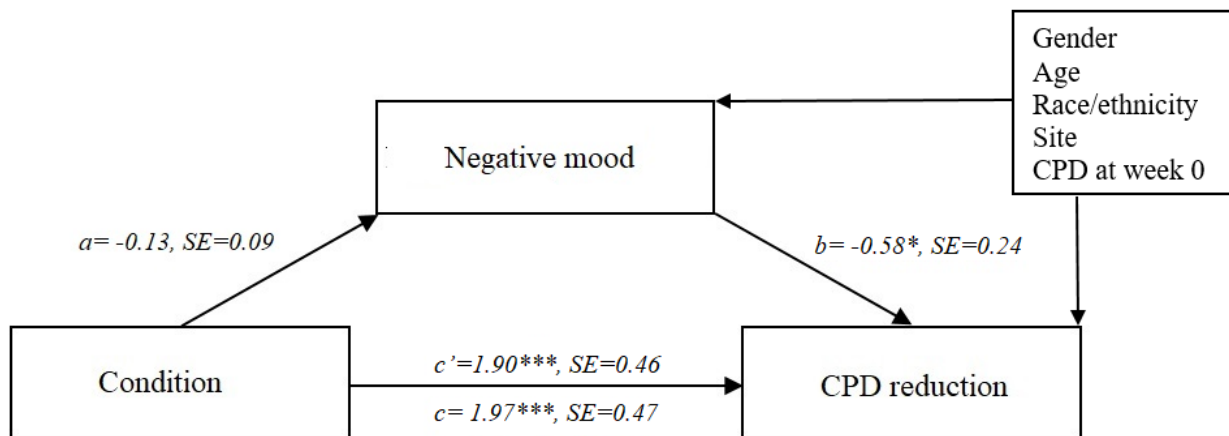 Gender
Age
Race/ethnicity
Site
CPD at week 0
Negative mood
a= -0.13, SE=0.09
b= -0.58*, SE=0.24
Condition
c’=1.90***, SE=0.46
c= 1.97***, SE=0.47
CPD reduction